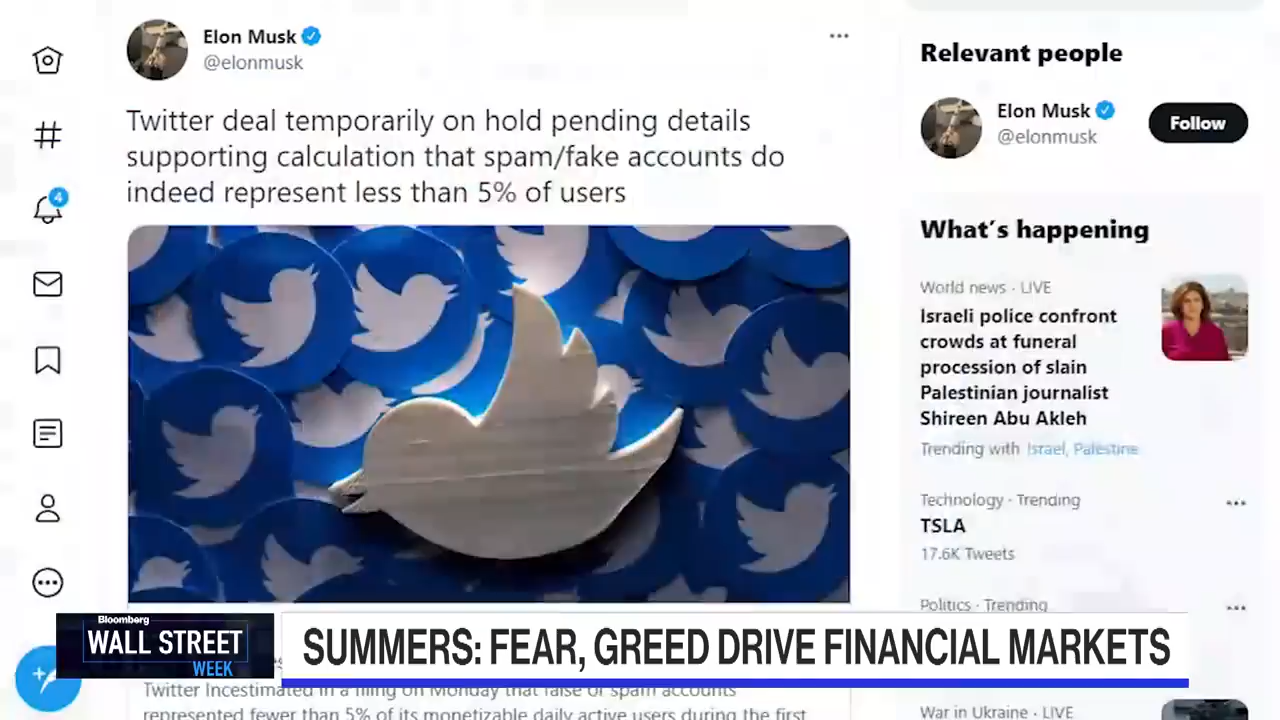 Elon Musk
@elonmusk
Twitter deal temporarily on hold pending details
supporting calculation that spam/fake accounts do
indeed represent less than 5% of users
4
Relevant people
Elon Musk
@elonmusk
Follow
What's happening
World news · LIVE
Israeli police confront
crowds at funeral
procession of slain
Palestinian journalist
Shireen Abu Akleh
Trending with Israel, Palestine
Technology · Trending
TSLA
17.6K Tweets
Politics · Trending
Bloomberg
WALL STREET
WEEK
SUMMERS: FEAR, GREED DRIVE FINANCIAL MARKETS
Twitter Incestimated in a filing on Monday that false or spam accounts
represented fewer than 5% of its monetizable daily active users during the first
War in Ukraine · LIVE